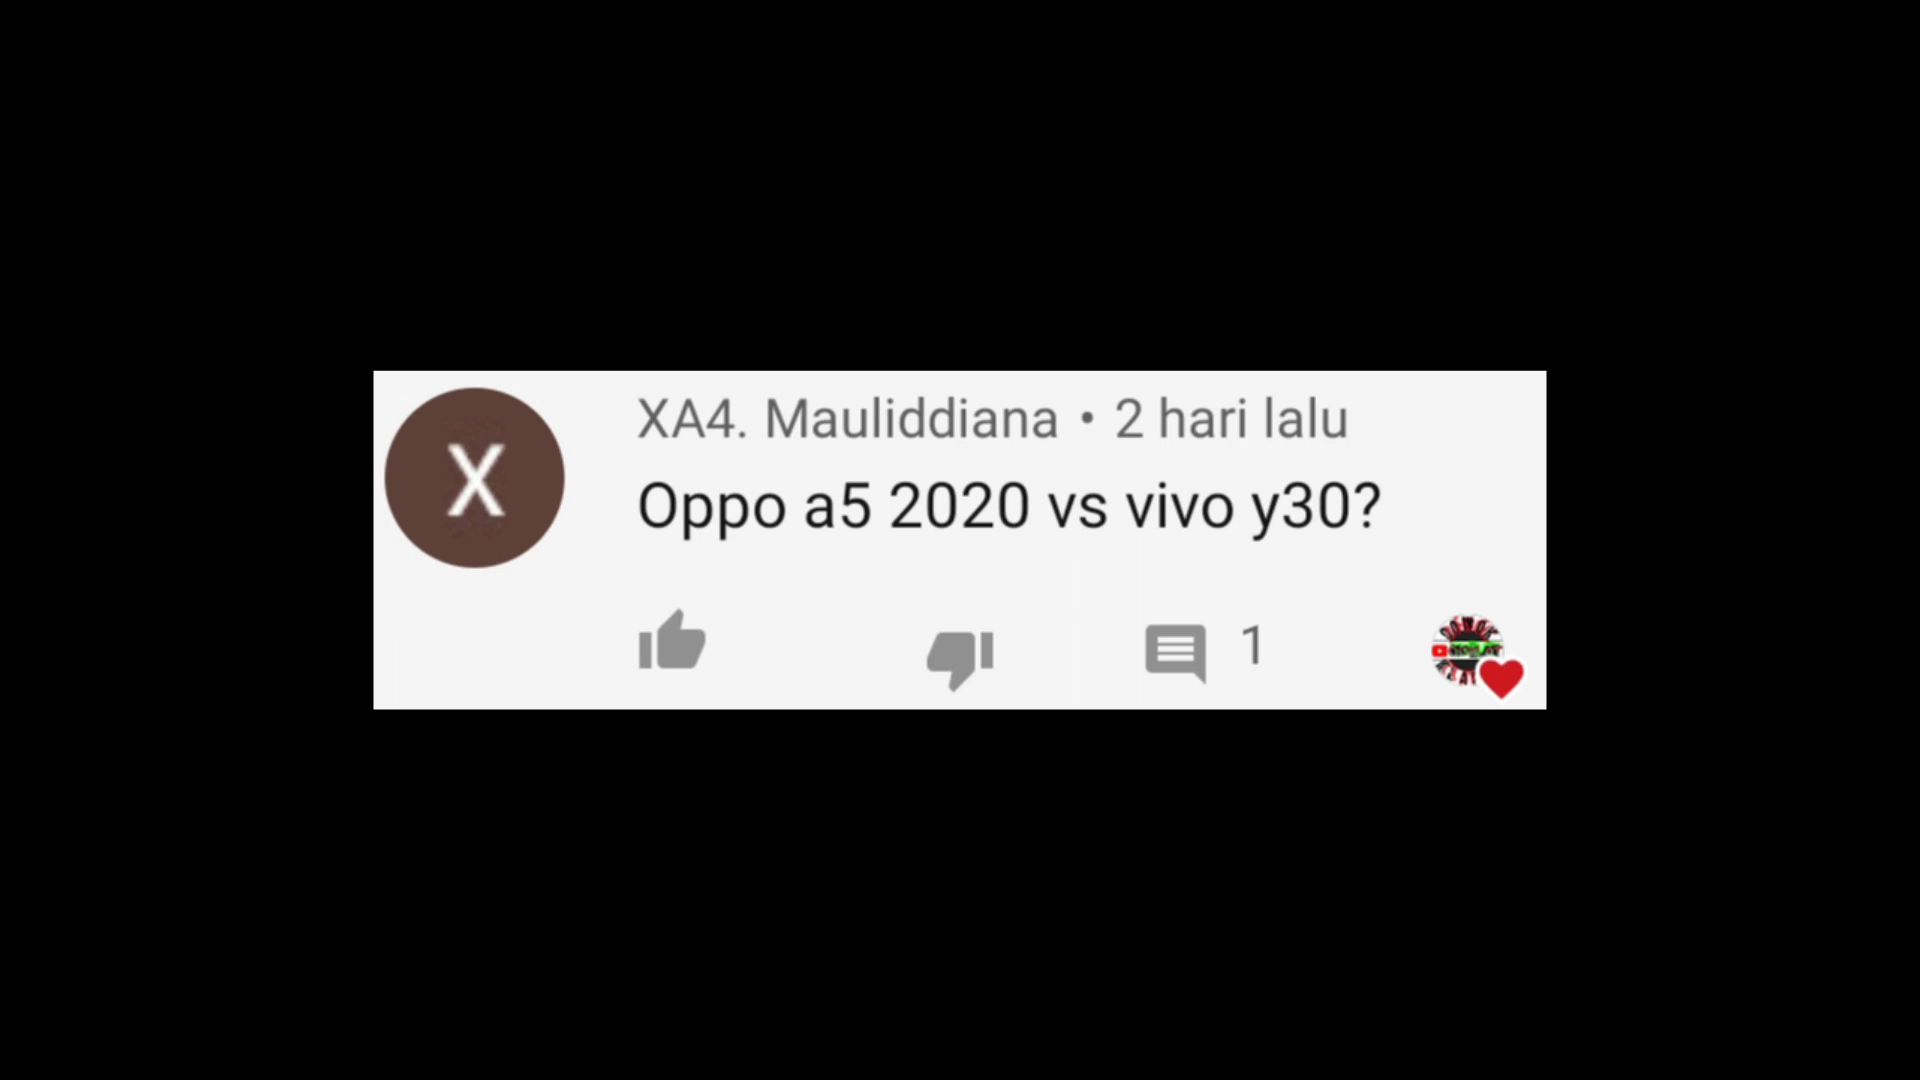 X
XA4. Mauliddiana • 2 hari lalu
Oppo a5 2020 vs vivo y30?
1